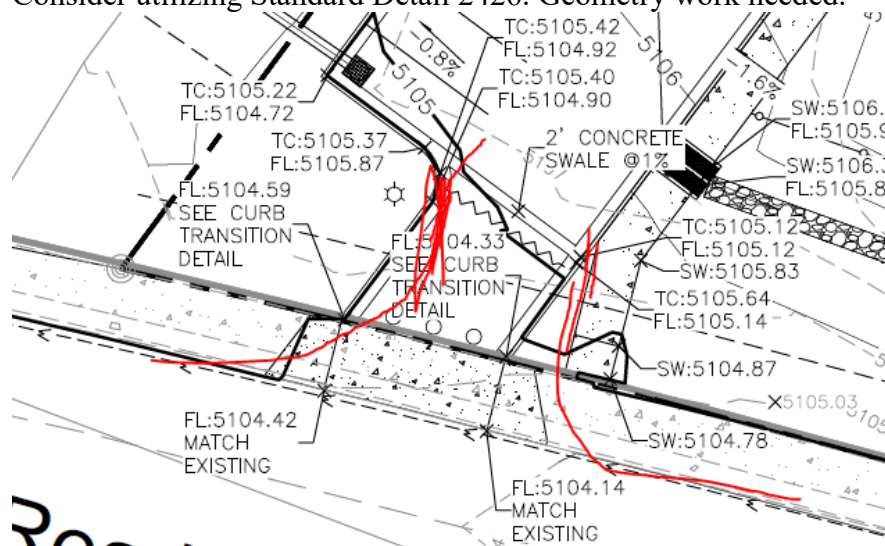 Consider utilizing Standard Detail 2426. Geometry work needed.
TC:5105.42
FL:5104.92
-0.8%
5105
5106
-1.6%
TC:5105.22
FL:5104.72
TC:5105.40
FL:5104.90
TC:5105.37
FL:5105.87
2' CONCRETE
SWALE @1%
SW:5106.
FL:5105.9
SW:5106.
FL:5105.8
FL:5104.59
SEE CURB
TRANSITION
DETAIL
FL:5104.33
SEE CURB
TRANSITION
DETAIL
TC:5105.12
FL:5105.12
SW:5105.83
TC:5105.64
FL:5105.14
SW:5104.87
5105.03
5105
SW:5104.78
FL:5104.42
MATCH
EXISTING
FL:5104.14
MATCH
EXISTING